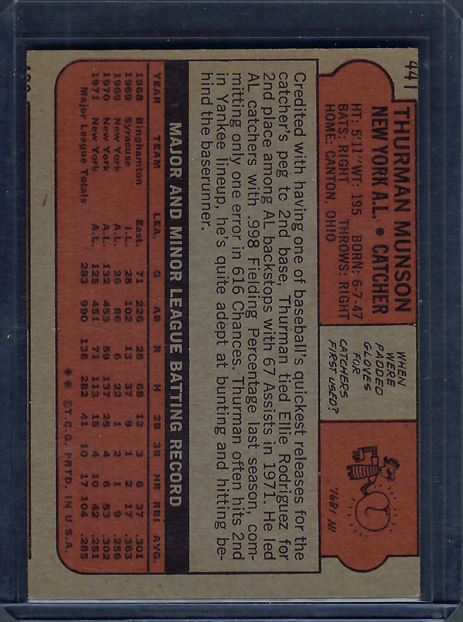 441
THURMAN MUNSON
NEW YORK A.L. • CATCHER
HT: 5'11" WT: 195 BORN: 6-7-47
BATS: RIGHT THROWS: RIGHT
HOME: CANTON, OHIO
WHEN
WERE
PADDED
GLOVES
FOR
CATCHERS
FIRST USED?
IN 1891
Credited with having one of baseball's quickest releases for the
catcher's peg to 2nd base, Thurman tied Ellie Rodriguez for
2nd place among AL backstops with 67 Assists in 1971. He led
AL catchers with .998 Fielding Percentage last season, com-
mitting only one error in 616 Chances. Thurman often hits 2nd
in Yankee lineup, he's quite adept at bunting and hitting be-
hind the baserunner.
MAJOR AND MINOR LEAGUE BATTING RECORD
YEAR TEAM LEA. G AB R H 2B 3B HR RBI AVG.
1968 Binghamton East. 71 226 28 68 12 3 6 37 .301
1969 Syracuse I.L. 28 102 13 37 9 1 2 17 .363
1969 New York A.L. 26 86 6 22 1 2 1 9 .256
1970 New York A.L. 132 453 59 137 25 4 6 53 .302
1971 New York A.L. 125 451 71 113 15 4 10 42 .251
Major League Totals 283 990 136 282 41 10 17 104 .285
** © T.C.G. PRTD. IN U.S.A.